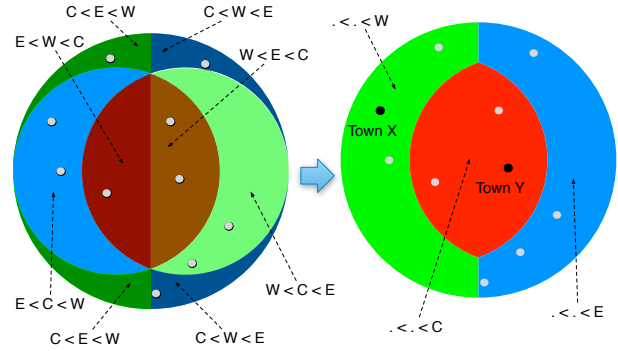 C < E < W
C < W < E
E < W < C
W < E < C
E < C < W
W < C < E
C < E < W
C < W < E
. < . < W
Town X
Town Y
. < . < C
. < . < E